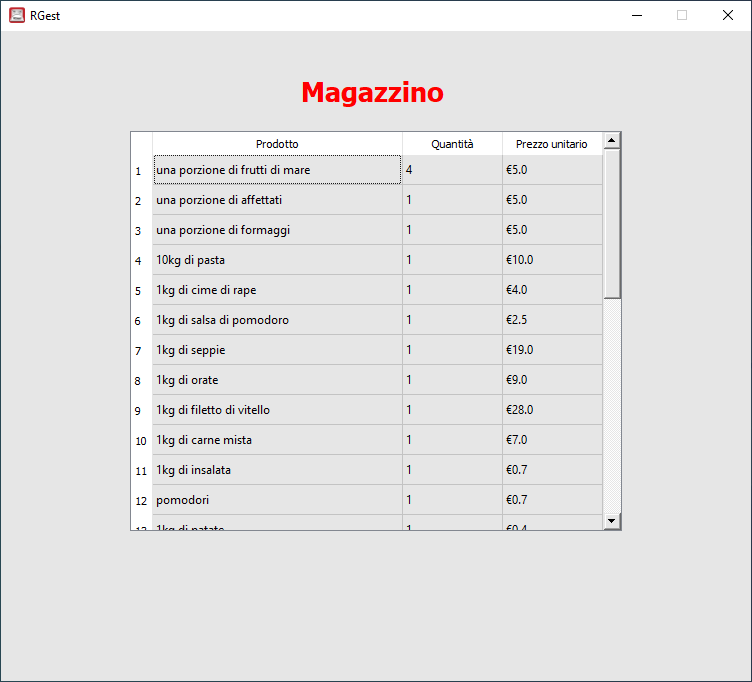 RGest
Magazzino
Prodotto Quantità Prezzo unitario
1 una porzione di frutti di mare 4 €5.0
2 una porzione di affettati 1 €5.0
3 una porzione di formaggi 1 €5.0
4 10kg di pasta 1 €10.0
5 1kg di cime di rape 1 €4.0
6 1kg di salsa di pomodoro 1 €2.5
7 1kg di seppie 1 €19.0
8 1kg di orate 1 €9.0
9 1kg di filetto di vitello 1 €28.0
10 1kg di carne mista 1 €7.0
11 1kg di insalata 1 €0.7
12 pomodori 1 €0.7
13 1kg di patate 1 €0.4